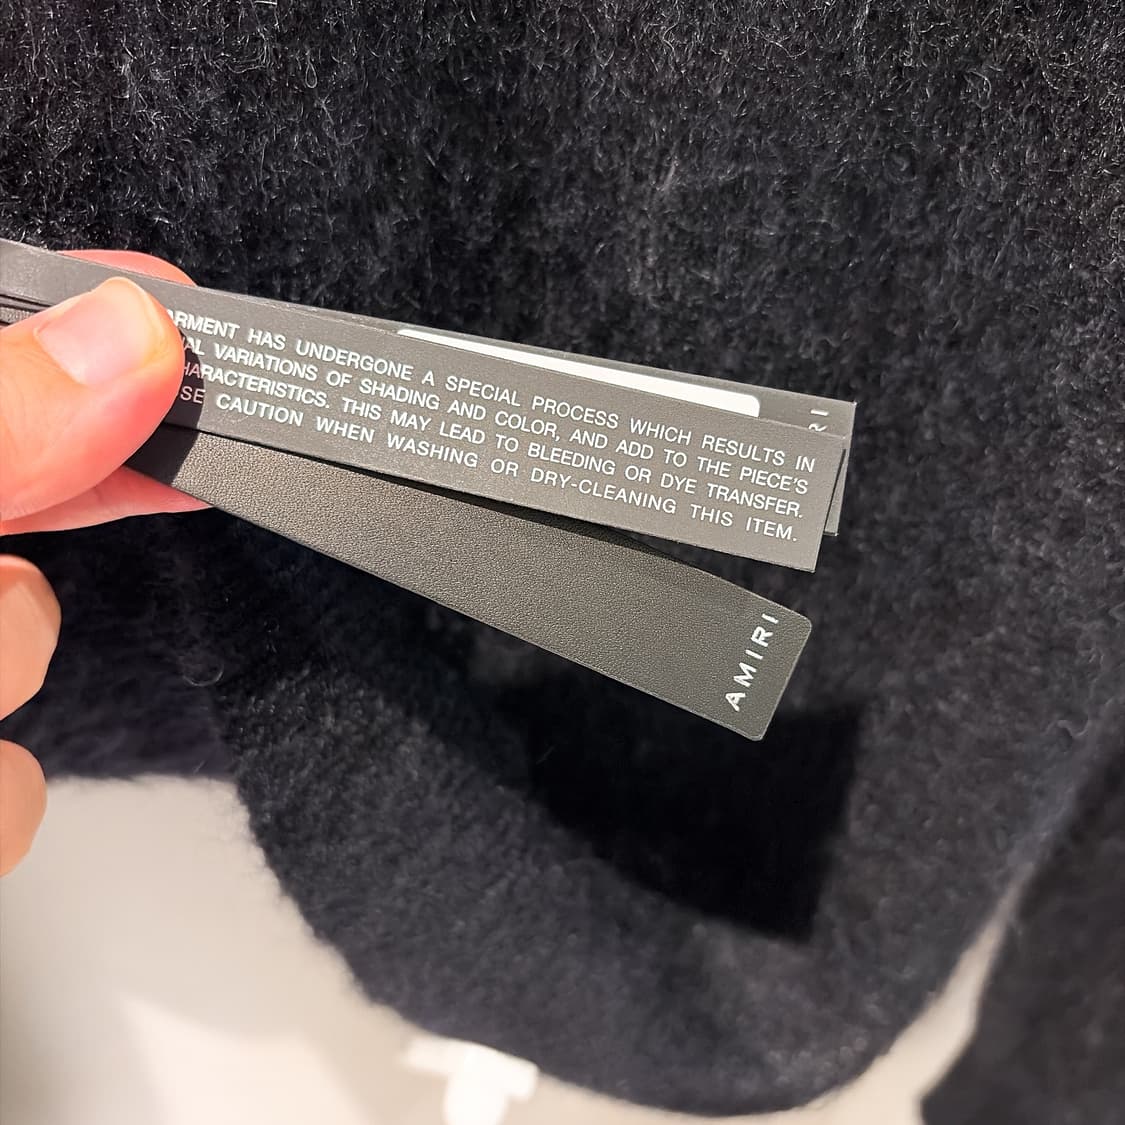 ARMENT HAS UNDERGONE A SPECIAL PROCESS WHICH RESULTS IN
AL VARIATIONS OF SHADING AND COLOR, AND ADD TO THE PIECE'S
HARACTERISTICS. THIS MAY LEAD TO BLEEDING OR DYE TRANSFER.
SE CAUTION WHEN WASHING OR DRY-CLEANING THIS ITEM.
RI
AMIRI